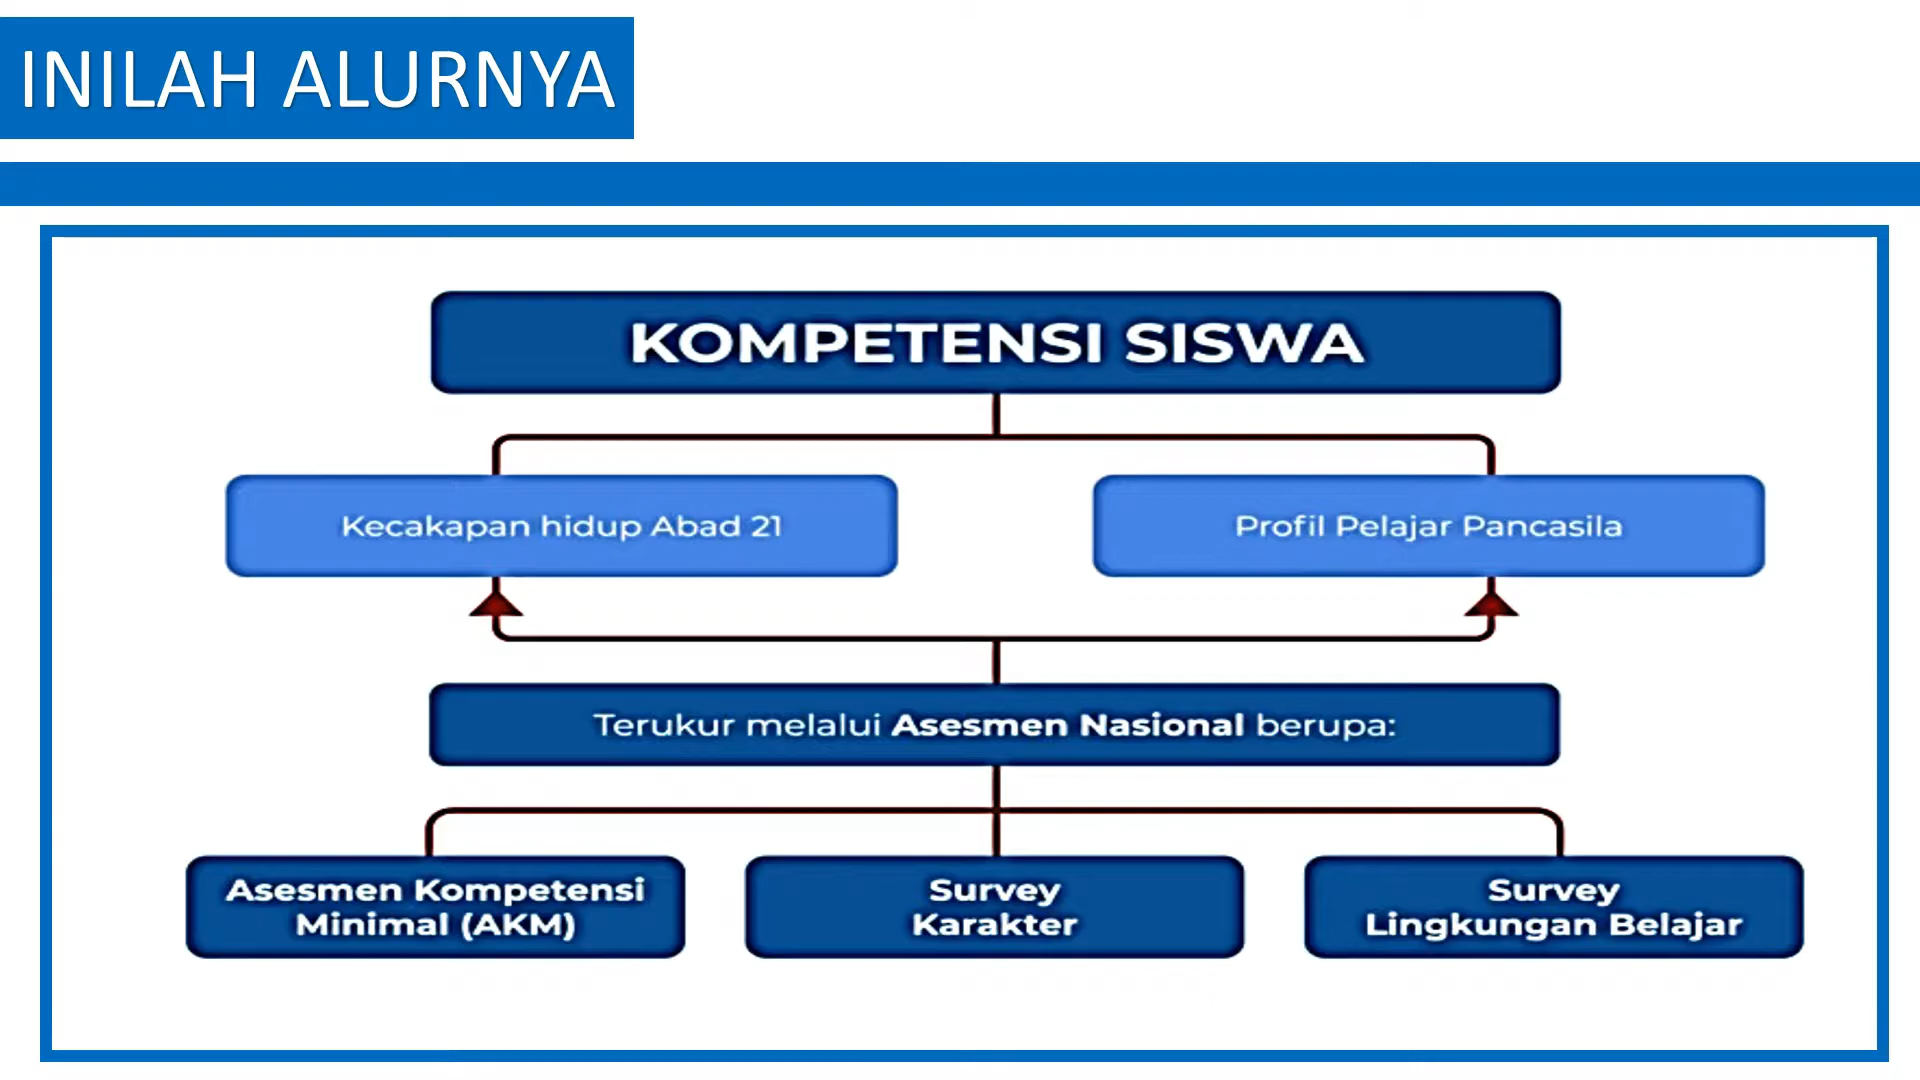 INILAH ALURNYA
KOMPETENSI SISWA
Kecakapan hidup Abad 21
Profil Pelajar Pancasila
Terukur melalui Asesmen Nasional berupa:
Asesmen Kompetensi
Minimal (AKM)
Survey
Karakter
Survey
Lingkungan Belajar